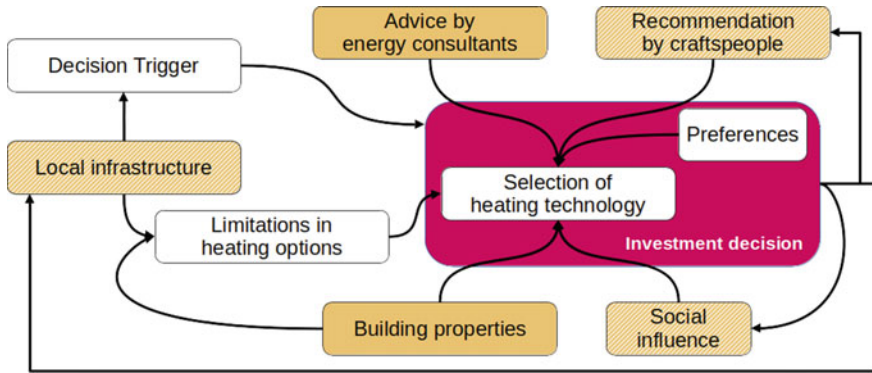 Advice by
energy consultants
Recommendation
by craftspeople
Decision Trigger
Preferences
Local infrastructure
Selection of
heating technology
Limitations in
heating options
Investment decision
Building properties
Social
influence